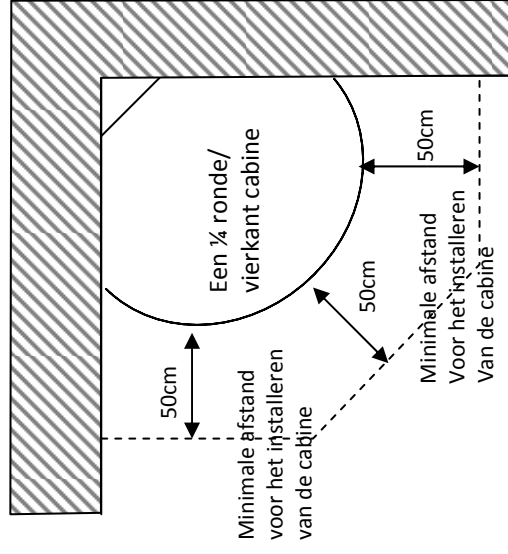 Een ¼ ronde/
vierkant cabine
50cm
50cm
50cm
Minimale afstand
voor het installeren
van de cabine
Minimale afstand
Voor het installeren
Van de cabine